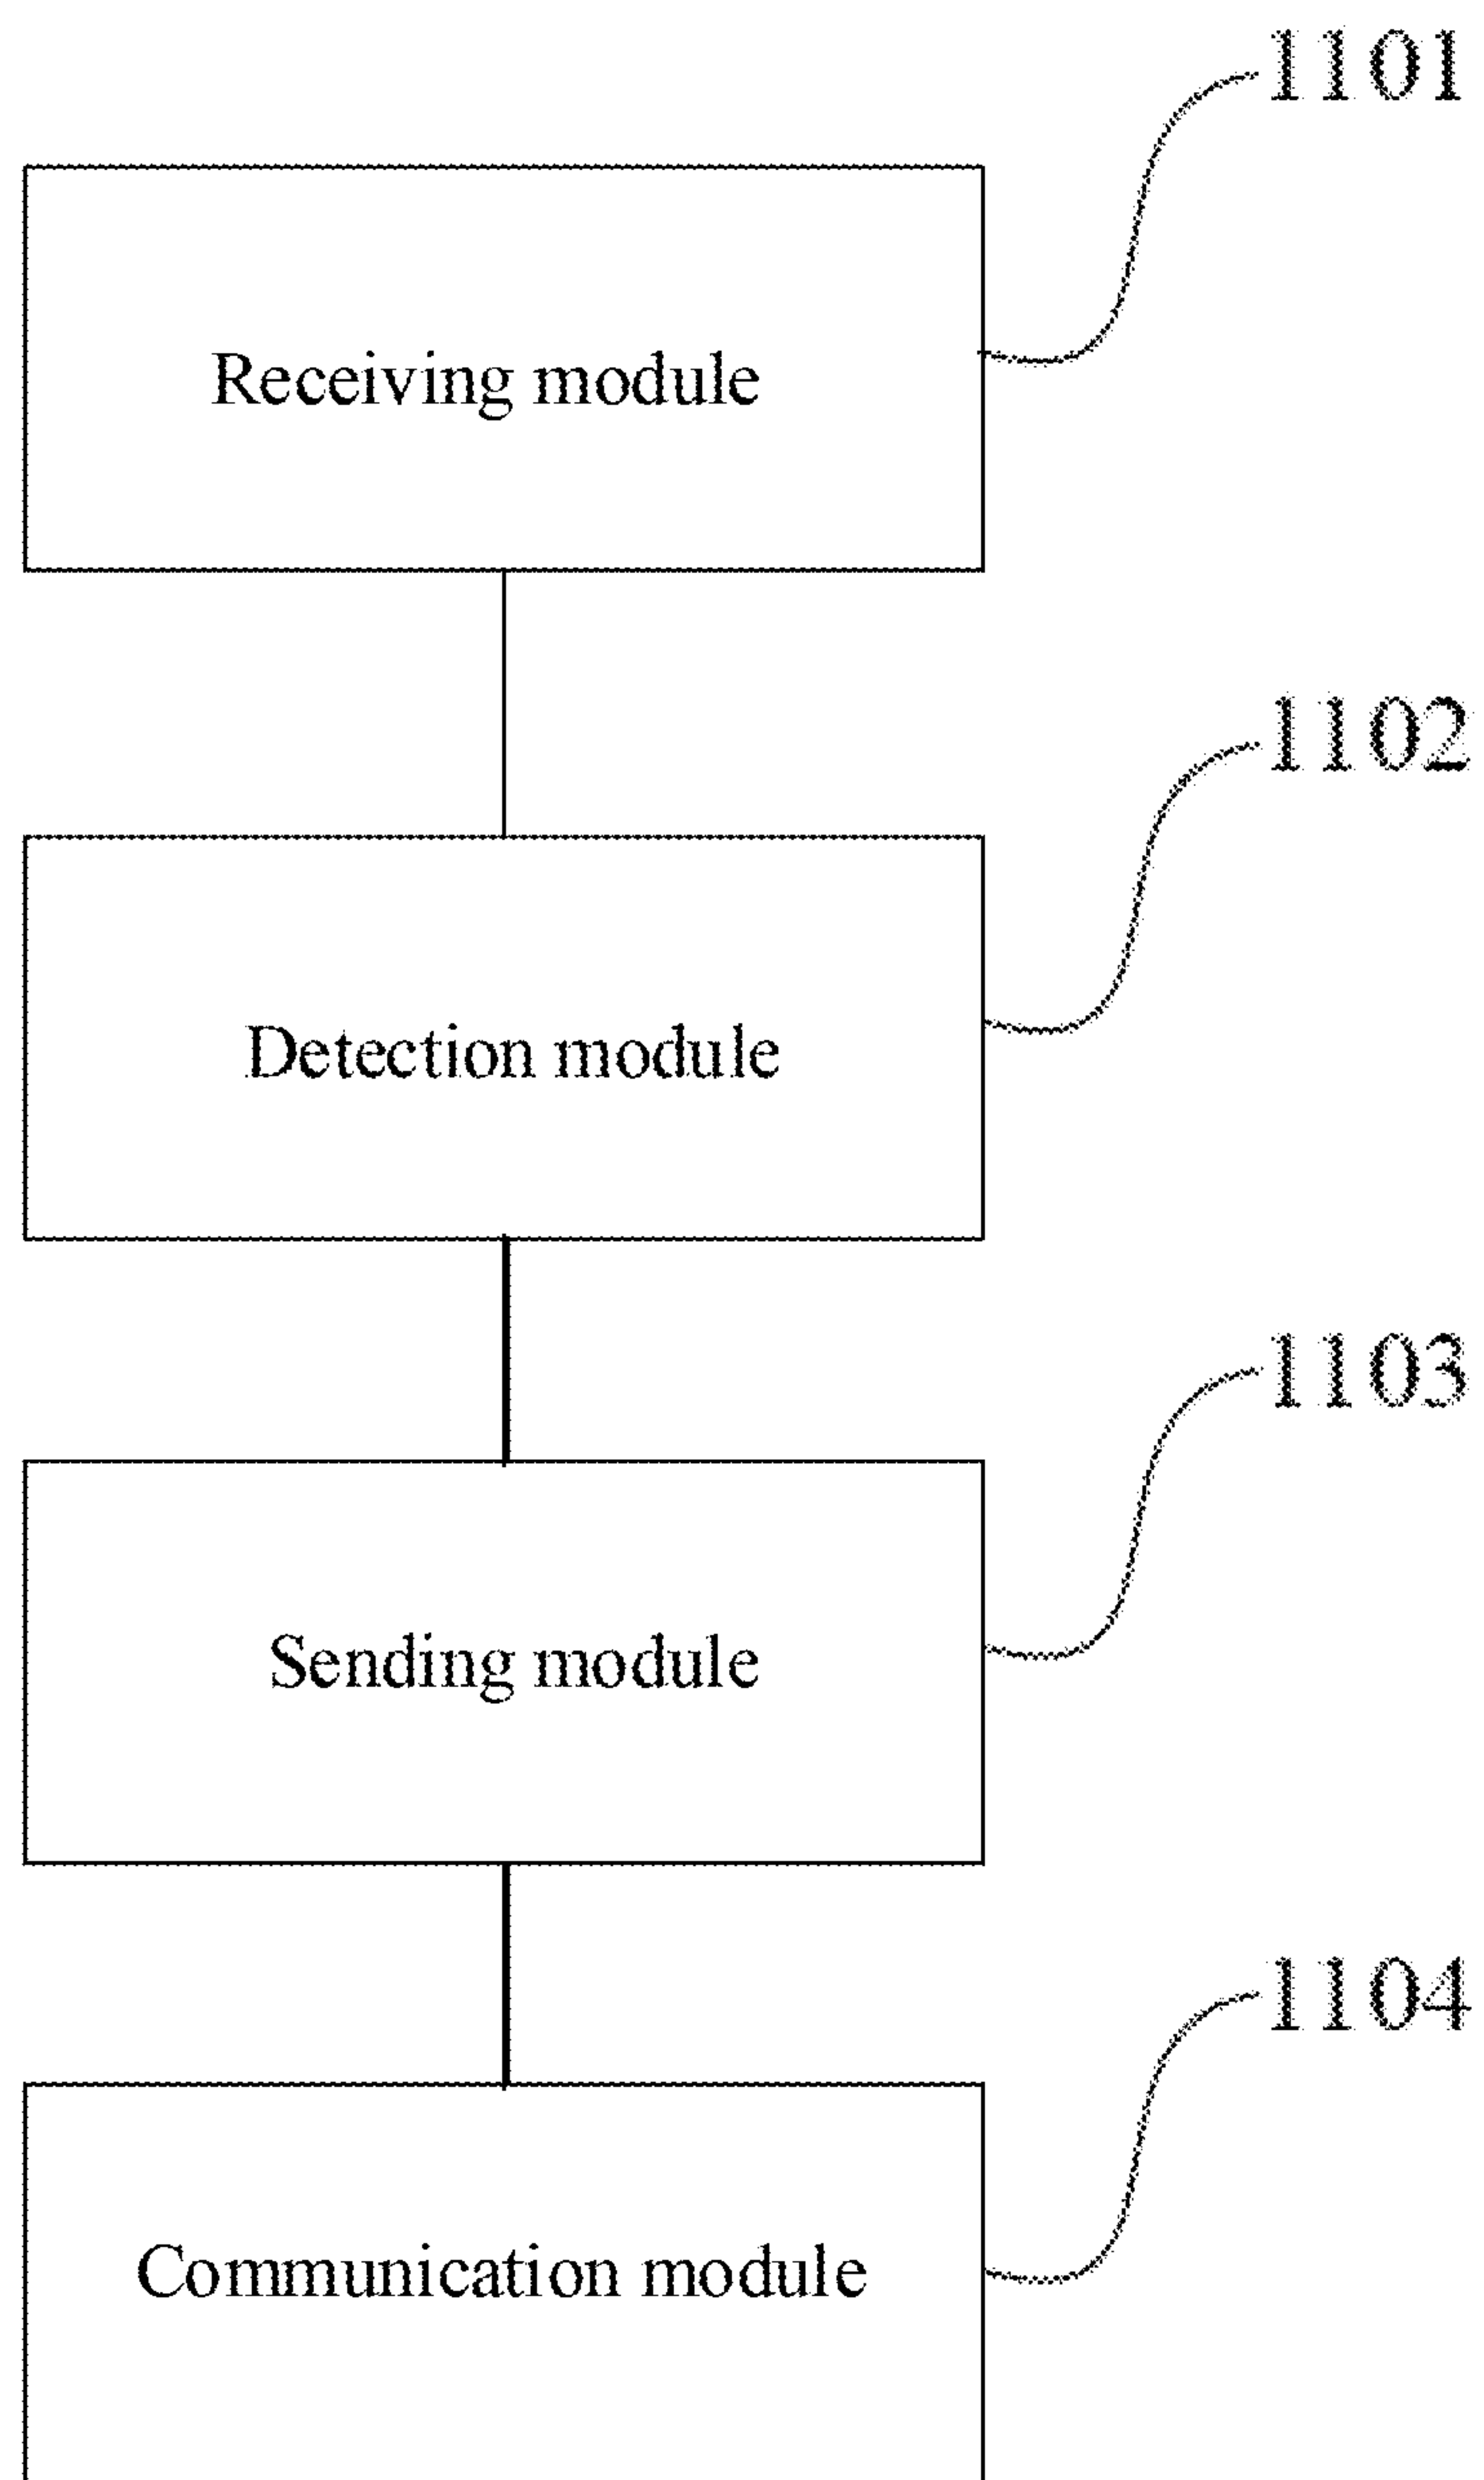 1101
Receiving module
1102
Detection module
1103
Sending module
1104
Communication module